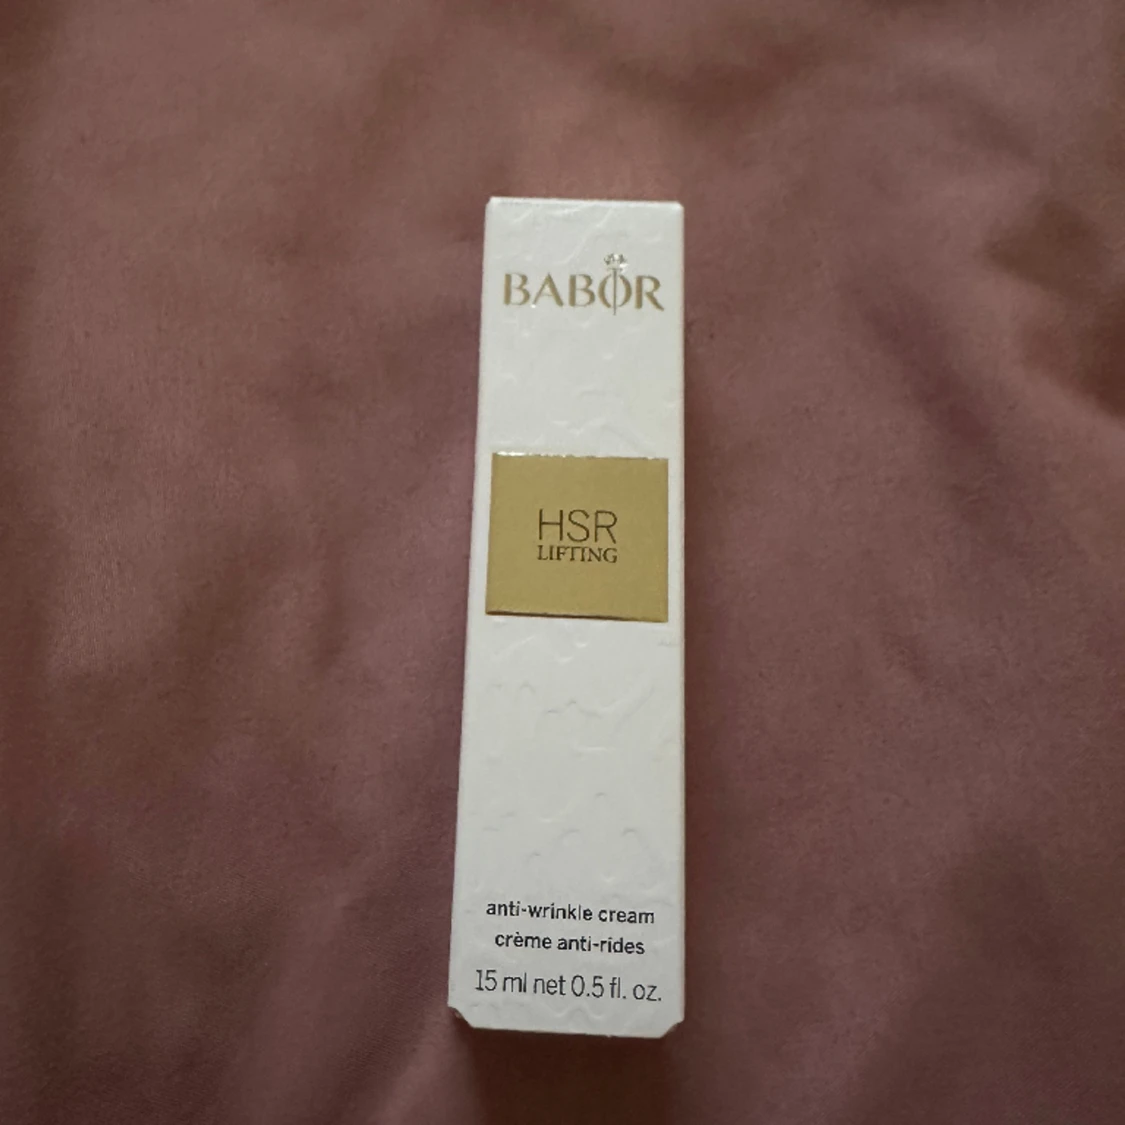 BABOR
HSR
LIFTING
anti-wrinkle cream
crème anti-rides
15 ml net 0.5 fl. oz.